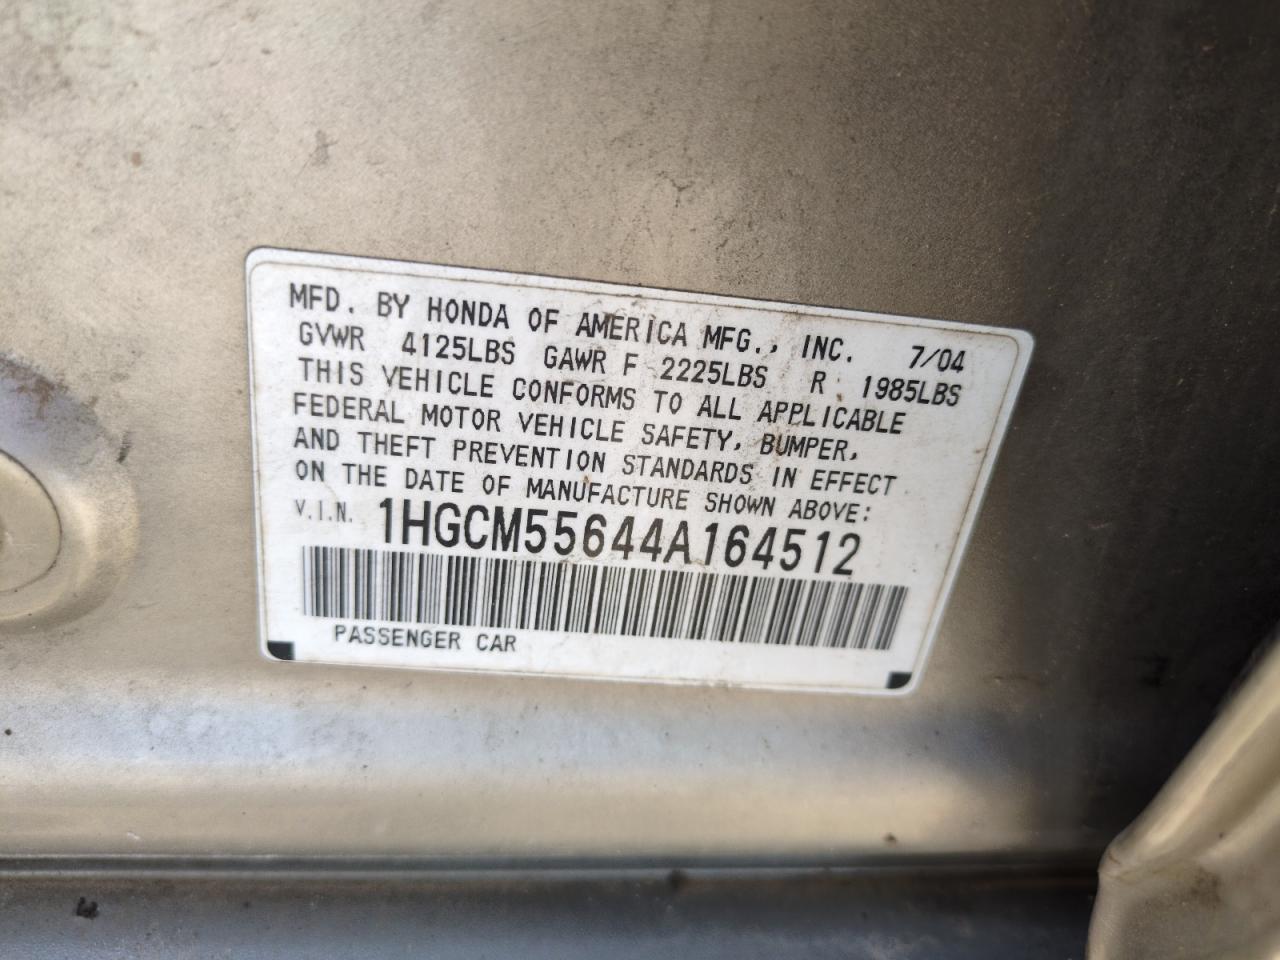 MFD. BY HONDA OF AMERICA MFG., INC. 7/04
GVWR 4125LBS GAWR F 2225LBS R 1985LBS
THIS VEHICLE CONFORMS TO ALL APPLICABLE
FEDERAL MOTOR VEHICLE SAFETY, BUMPER,
AND THEFT PREVENTION STANDARDS IN EFFECT
ON THE DATE OF MANUFACTURE SHOWN ABOVE:
V.I.N. 1HGCM55644A164512
PASSENGER CAR